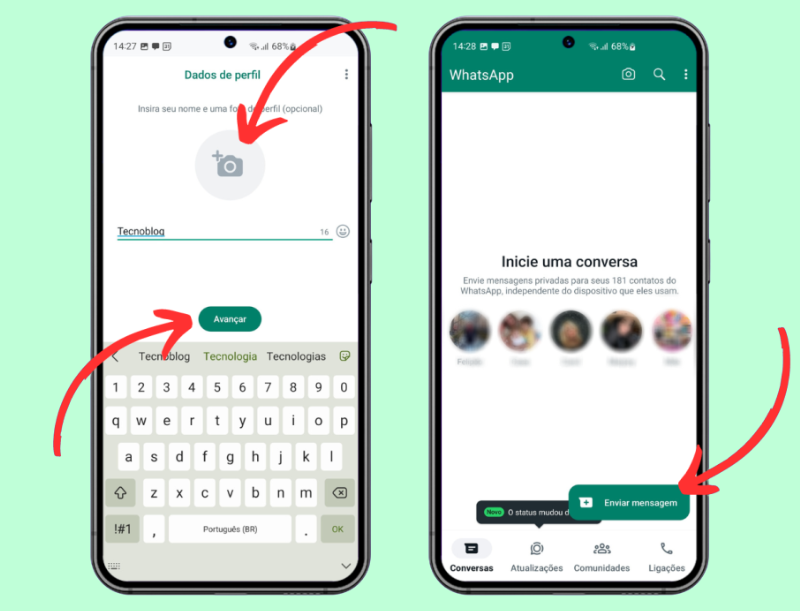 14:27
68%
Dados de perfil
Insira seu nome e uma fo de perfil (opcional)
Tecnoblog
16
Avançar
Tecnoblog Tecnologia Tecnologias
1 2 3 4 5 6 7 8 9 0
q w e r t y u i o p
a s d f g h j k l
z x c v b n m
!#1 , Português (BR) . OK
14:28
68%
WhatsApp
Inicie uma conversa
Envie mensagens privadas para seus 181 contatos do
WhatsApp, independente do dispositivo que eles usam.
Enviar mensagem
Novo O status mudou d
Conversas Atualizações Comunidades Ligações